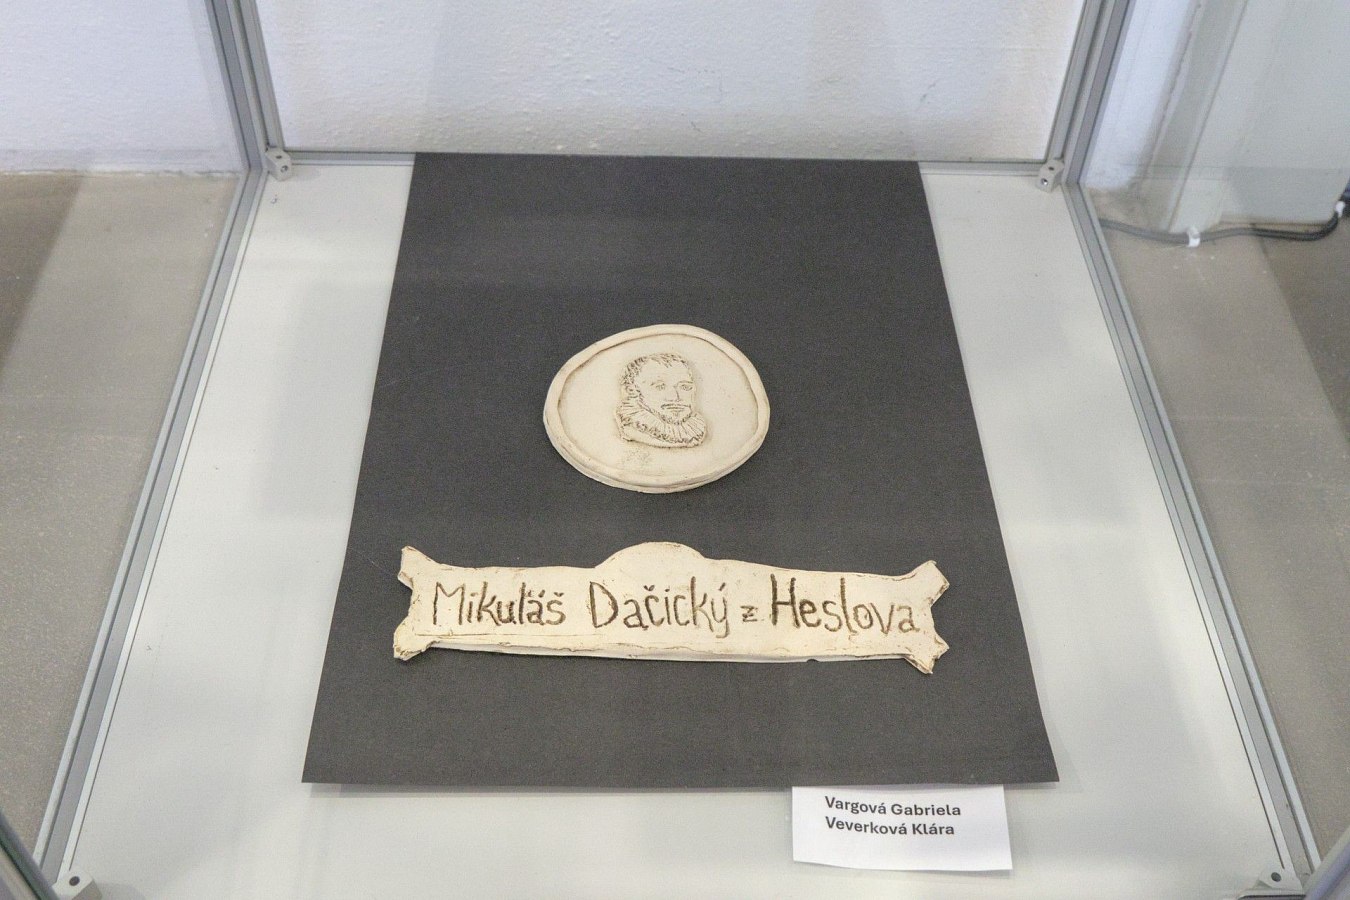 Mikuláš Dačický z Heslova
Vargová Gabriela
Veverková Klára